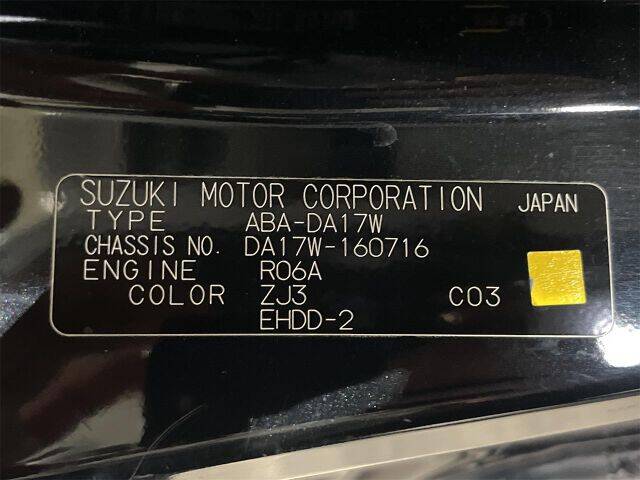 SUZUKI MOTOR CORPORATION JAPAN
TYPE ABA-DA17W
CHASSIS NO. DA17W-160716
ENGINE R06A
COLOR ZJ3 C03
EHDD-2